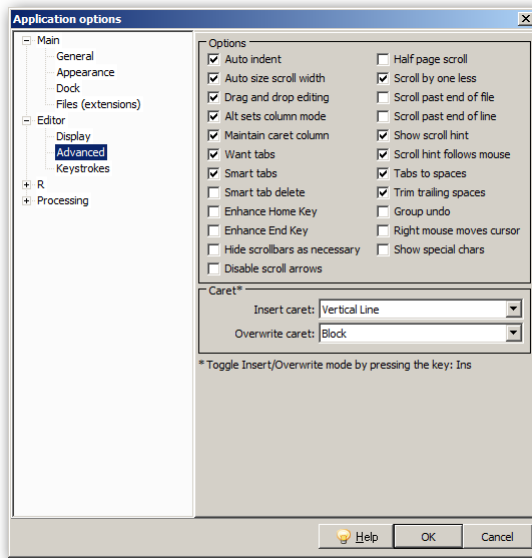 Application options
Main
General
Appearance
Dock
Files (extensions)
Editor
Display
Advanced
Keystrokes
R
Processing
Options
Auto indent
Auto size scroll width
Drag and drop editing
Alt sets column mode
Maintain caret column
Want tabs
Smart tabs
Smart tab delete
Enhance Home Key
Enhance End Key
Hide scrollbars as necessary
Disable scroll arrows
Half page scroll
Scroll by one less
Scroll past end of file
Scroll past end of line
Show scroll hint
Scroll hint follows mouse
Tabs to spaces
Trim trailing spaces
Group undo
Right mouse moves cursor
Show special chars
Caret*
Insert caret: Vertical Line
Overwrite caret: Block
* Toggle Insert/Overwrite mode by pressing the key: Ins
Help OK Cancel